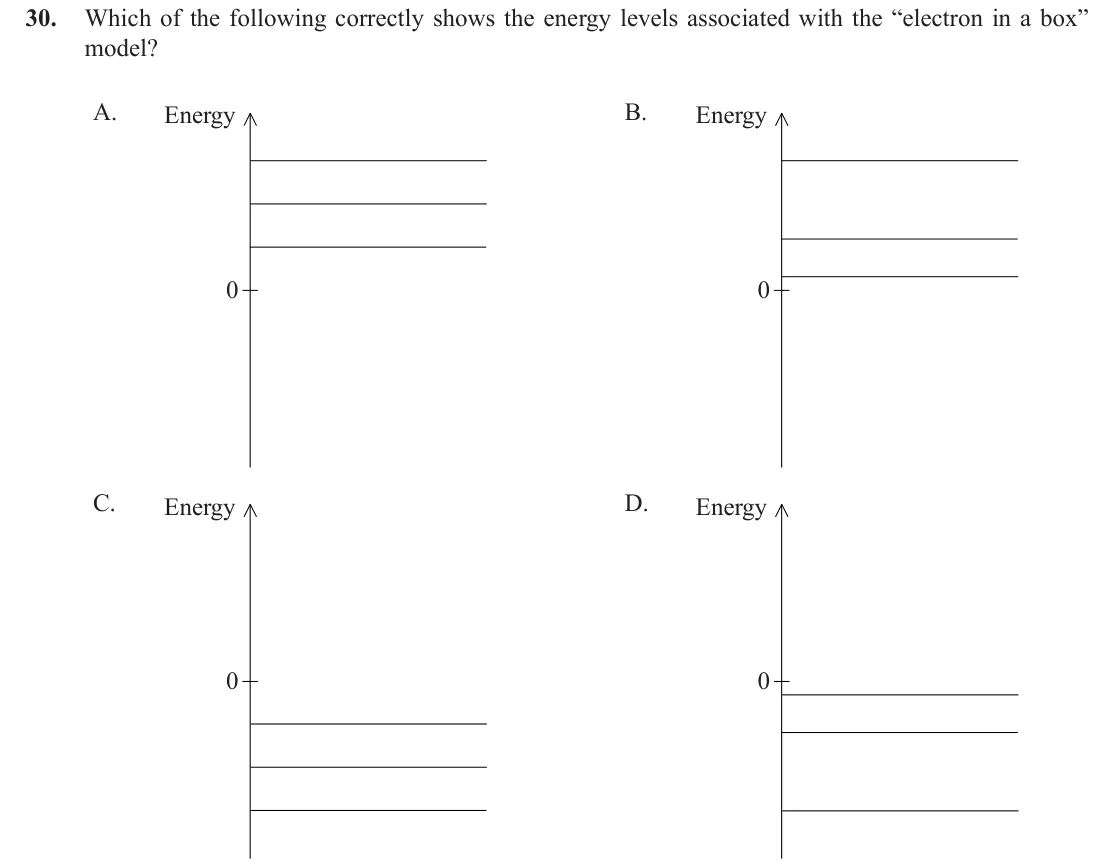 30. Which of the following correctly shows the energy levels associated with the “electron in a box”
model?
A. Energy
0
B. Energy
0
C. Energy
0
D. Energy
0